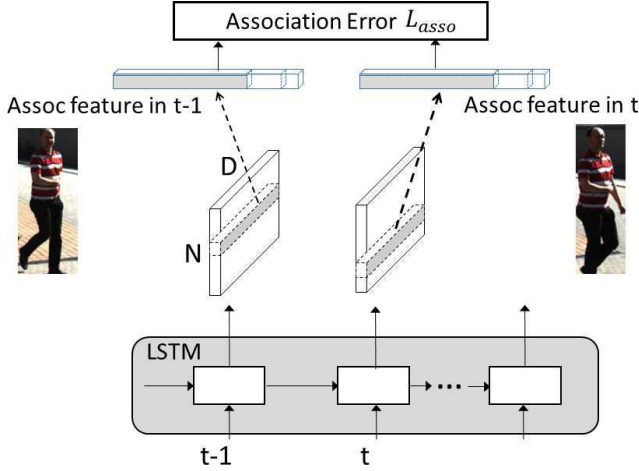 Association Error L_asso
Assoc feature in t-1
Assoc feature in t
D
N
LSTM
...
t-1
t